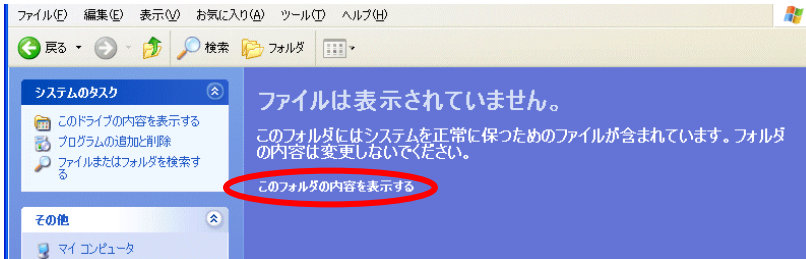 ファイル(F) 編集(E) 表示(V) お気に入り(A) ツール(T) ヘルプ(H)
戻る 検索 フォルダ
システムのタスク
このドライブの内容を表示する
プログラムの追加と削除
ファイルまたはフォルダを検索す
る
その他
マイ コンピュータ
ファイルは表示されていません。
このフォルダにはシステムを正常に保つためのファイルが含まれています。フォルダ
の内容は変更しないでください。
このフォルダの内容を表示する